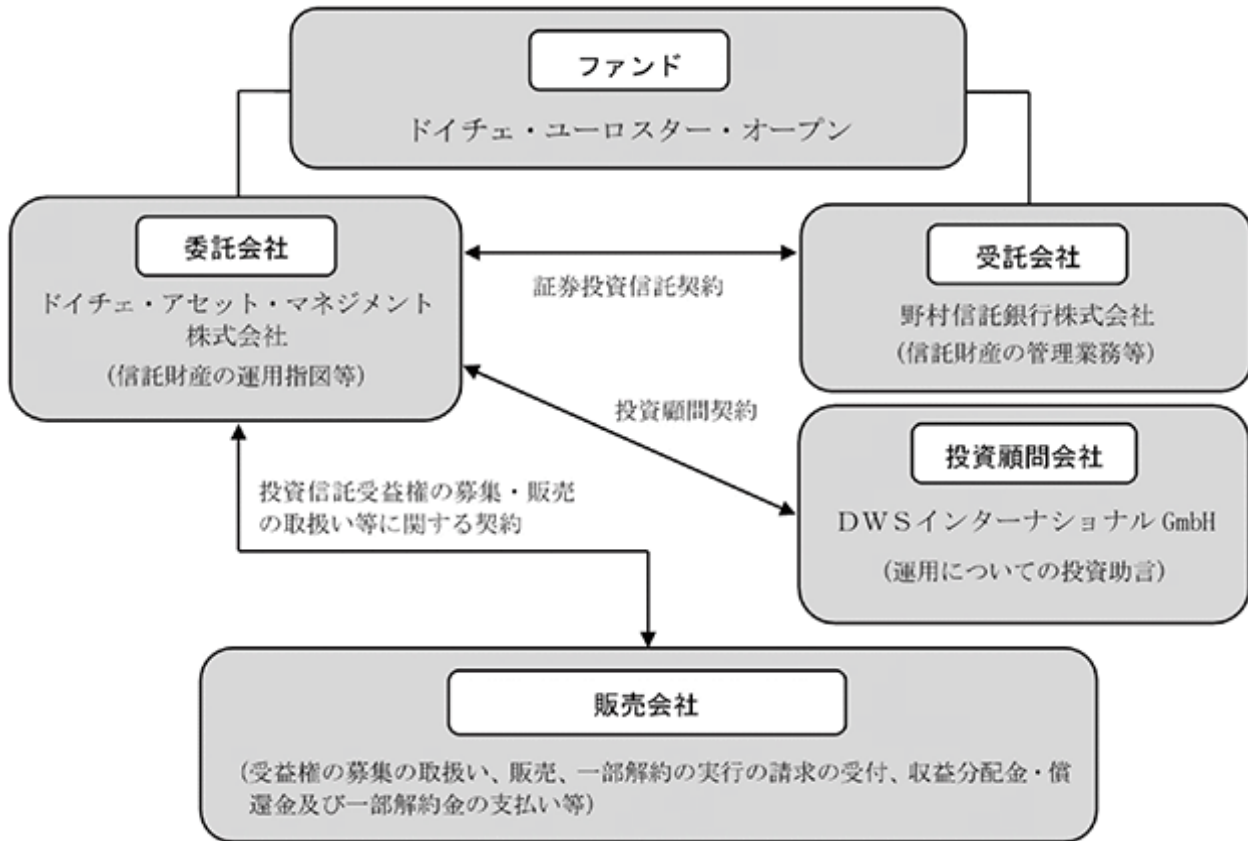 ファンド
ドイチェ・ユーロスター・オープン
委託会社
ドイチェ・アセット・マネジメント
株式会社
(信託財産の運用指図等)
証券投資信託契約
受託会社
野村信託銀行株式会社
(信託財産の管理業務等)
投資顧問契約
投資顧問会社
DWSインターナショナル GmbH
(運用についての投資助言)
投資信託受益権の募集・販売
の取扱い等に関する契約
販売会社
(受益権の募集の取扱い、販売、一部解約の実行の請求の受付、収益分配金・償
還金及び一部解約金の支払い等)